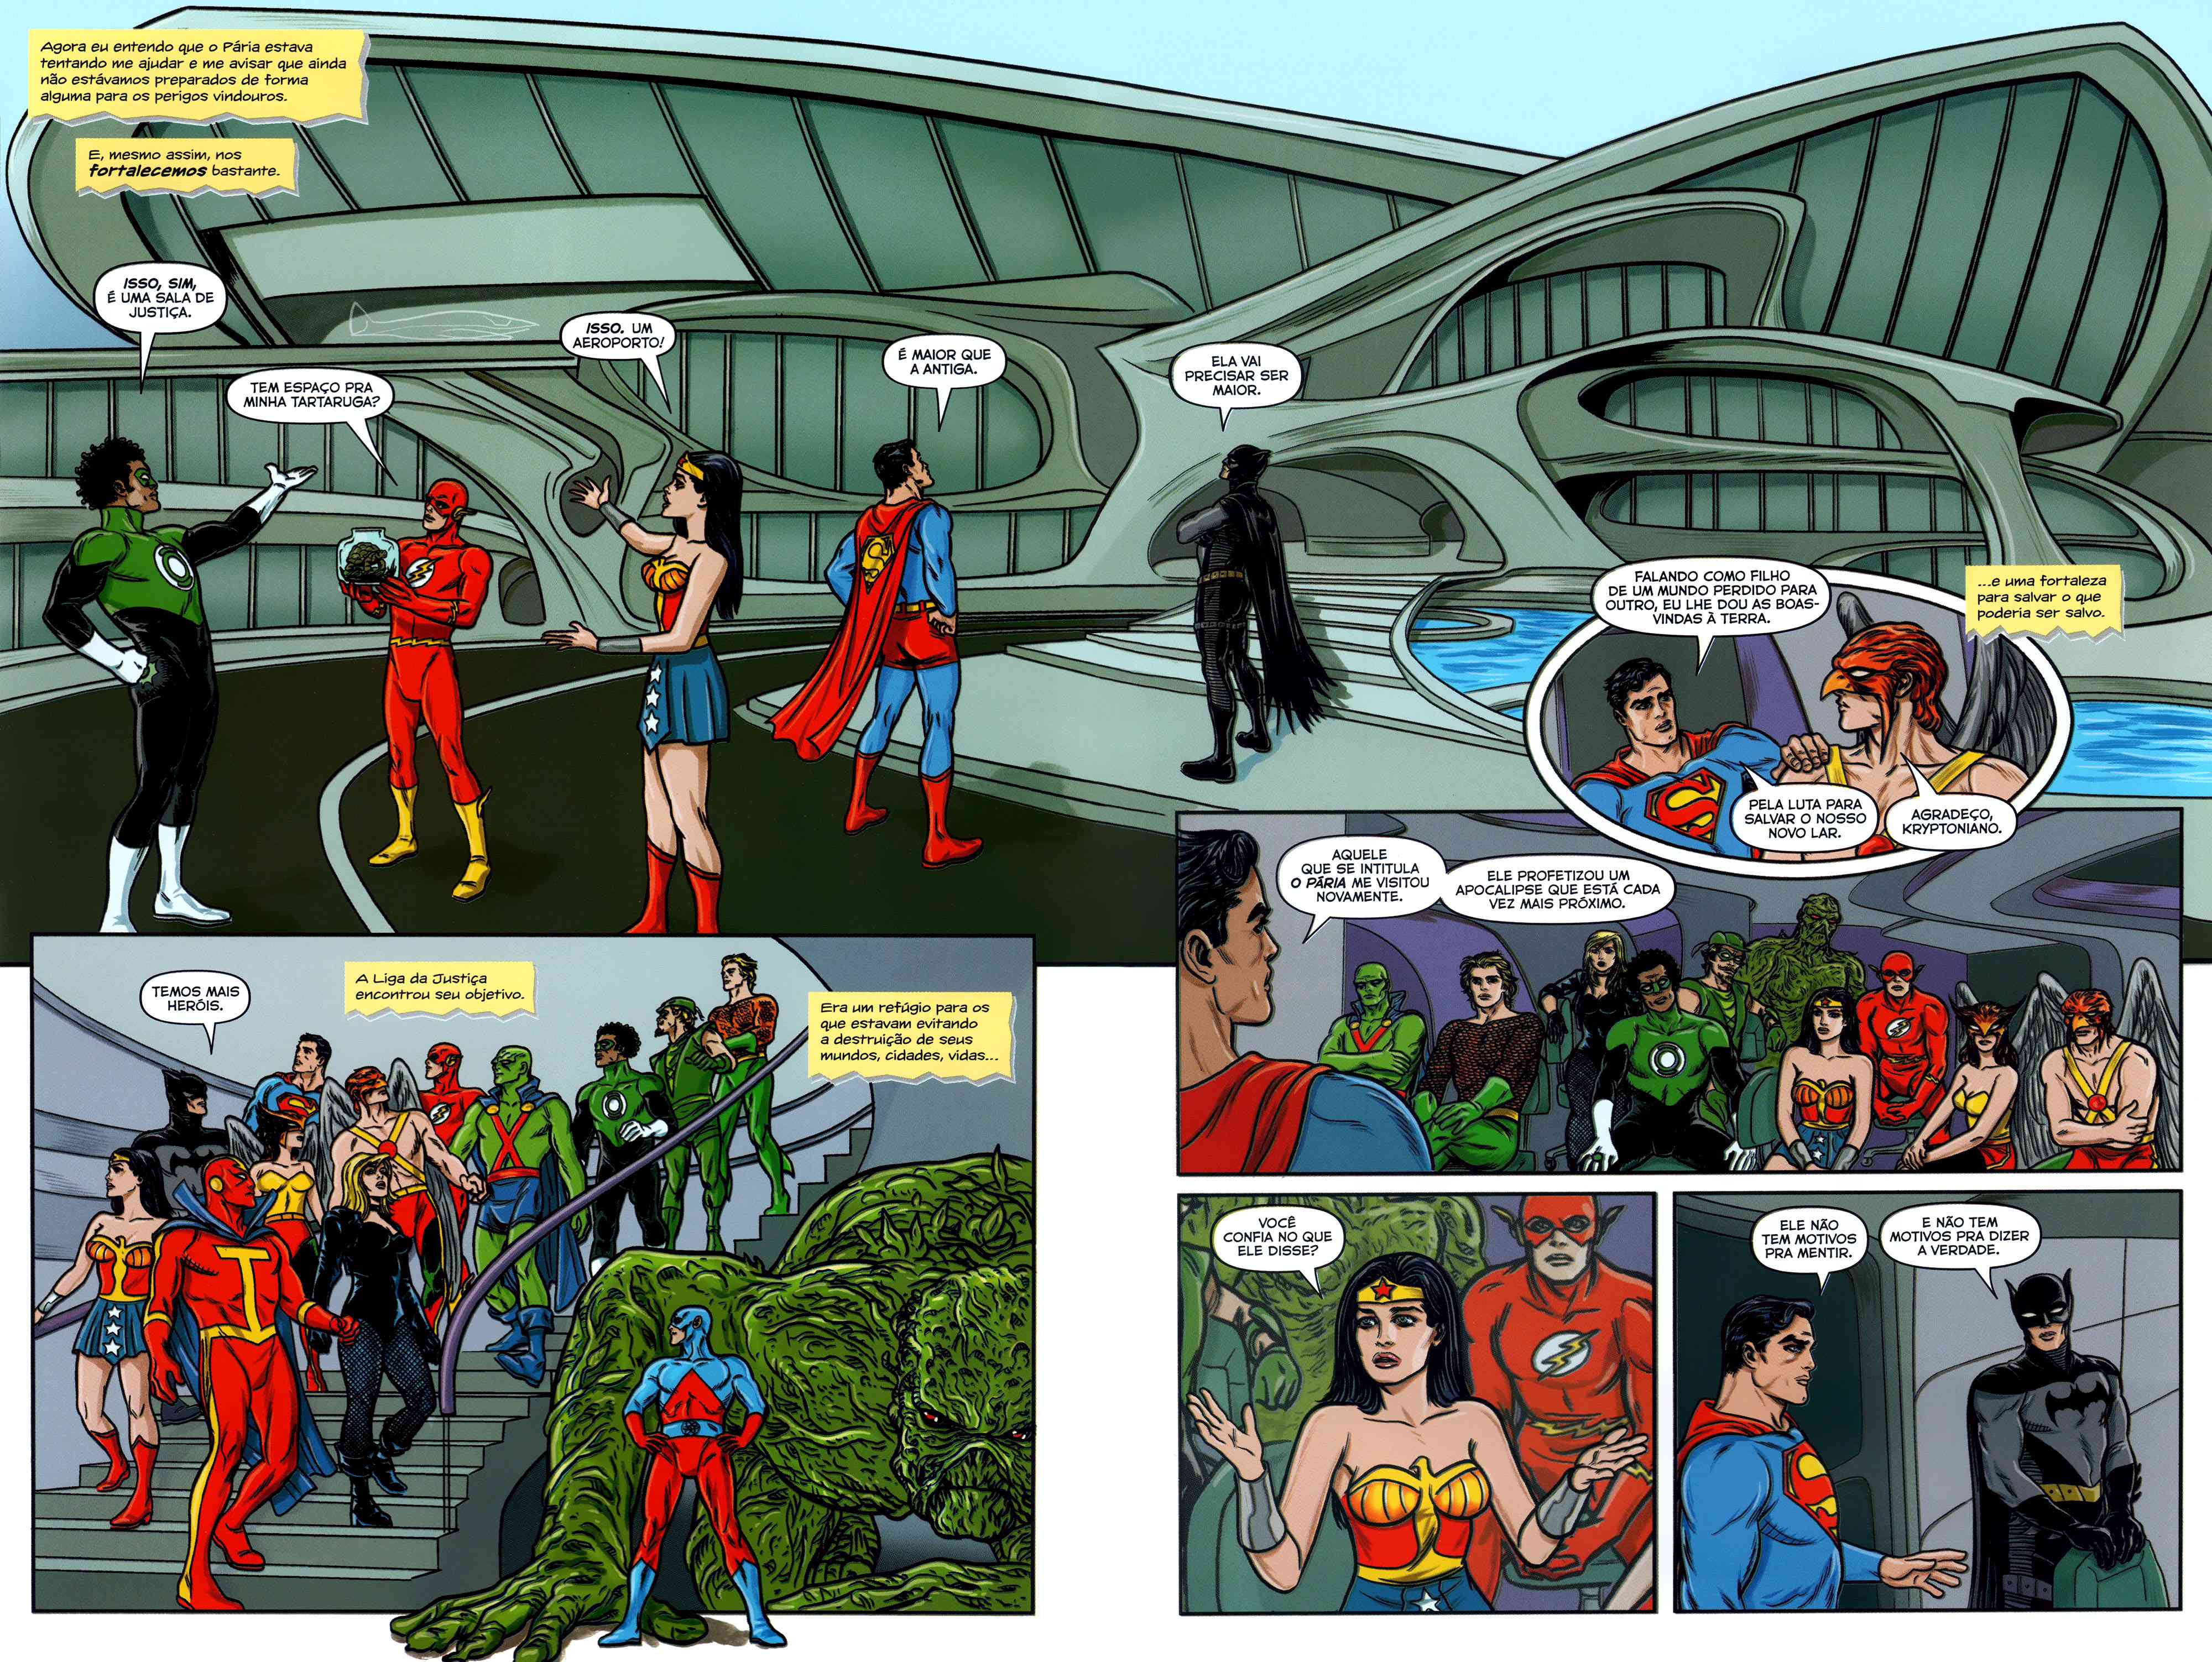 Agora eu entendo que o Pária estava
tentando me ajudar e me avisar que ainda
não estávamos preparados de forma
alguma para os perigos vindouros.
E, mesmo assim, nos
fortalecemos bastante.
ISSO, SIM,
É UMA SALA DE
JUSTIÇA.
TEM ESPAÇO PRA
MINHA TARTARUGA?
ISSO. UM
AEROPORTO!
É MAIOR QUE
A ANTIGA.
ELA VAI
PRECISAR SER
MAIOR.
TEMOS MAIS
HERÓIS.
A Liga da Justiça
encontrou seu objetivo.
Era um refúgio para os
que estavam evitando
a destruição de seus
mundos, cidades, vidas...
...e uma fortaleza
para salvar o que
poderia ser salvo.
FALANDO COMO FILHO
DE UM MUNDO PERDIDO PARA
OUTRO, EU LHE DOU AS BOAS-
VINDAS À TERRA.
PELA LUTA PARA
SALVAR O NOSSO
NOVO LAR.
AGRADEÇO,
KRYPTONIANO.
AQUELE
QUE SE INTITULA
O PÁRIA ME VISITOU
NOVAMENTE.
ELE PROFETIZOU UM
APOCALIPSE QUE ESTÁ CADA
VEZ MAIS PRÓXIMO.
VOCÊ
CONFIA NO QUE
ELE DISSE?
ELE NÃO
TEM MOTIVOS
PRA MENTIR.
E NÃO TEM
MOTIVOS PRA DIZER
A VERDADE.